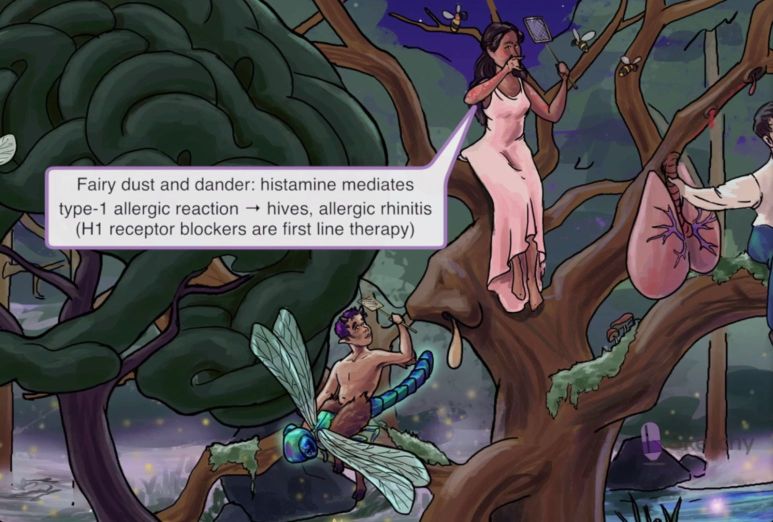 Fairy dust and dander: histamine mediates
type-1 allergic reaction → hives, allergic rhinitis
(H1 receptor blockers are first line therapy)